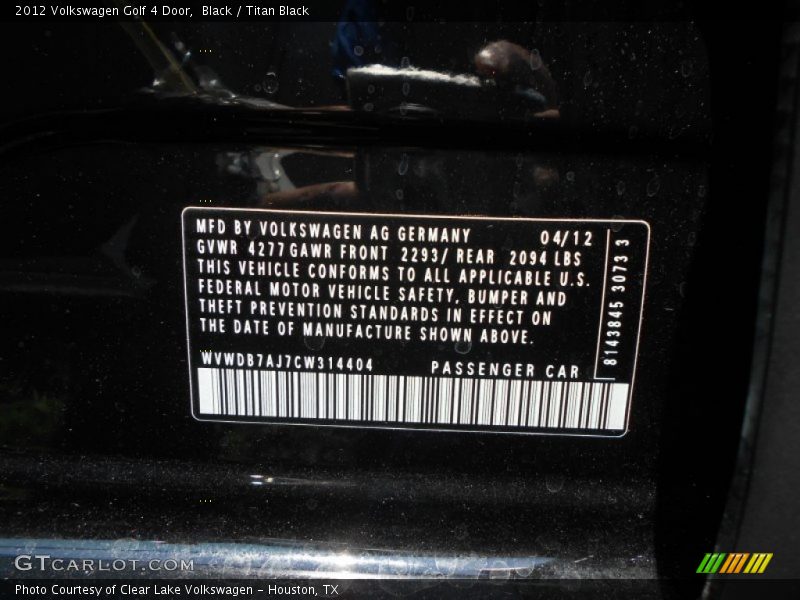 2012 Volkswagen Golf 4 Door,  Black / Titan Black
MFD BY VOLKSWAGEN AG GERMANY 04/12
GVWR 4277 GAWR FRONT 2293/ REAR 2094 LBS
THIS VEHICLE CONFORMS TO ALL APPLICABLE U.S.
FEDERAL MOTOR VEHICLE SAFETY, BUMPER AND
THEFT PREVENTION STANDARDS IN EFFECT ON
THE DATE OF MANUFACTURE SHOWN ABOVE.
WVWDB7AJ7CW314404 PASSENGER CAR
8143845 3073 3
GTCARLOT.COM
Photo Courtesy of Clear Lake Volkswagen – Houston, TX